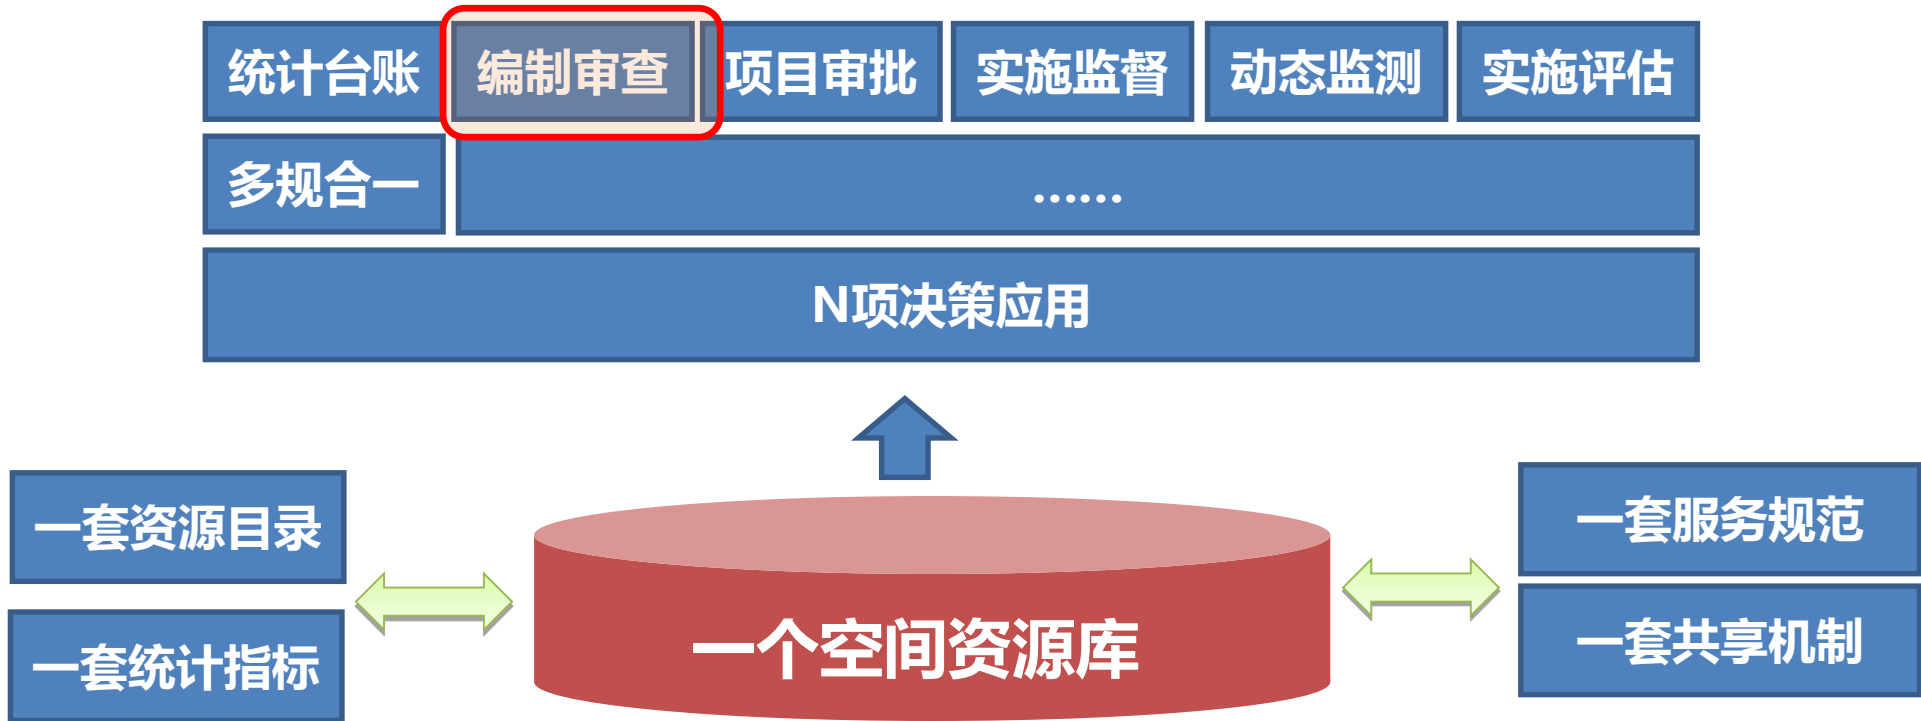 统计台账 编制审查 项目审批 实施监督 动态监测 实施评估
多规合一 ……
N项决策应用
一套资源目录
一套统计指标
一个空间资源库
一套服务规范
一套共享机制